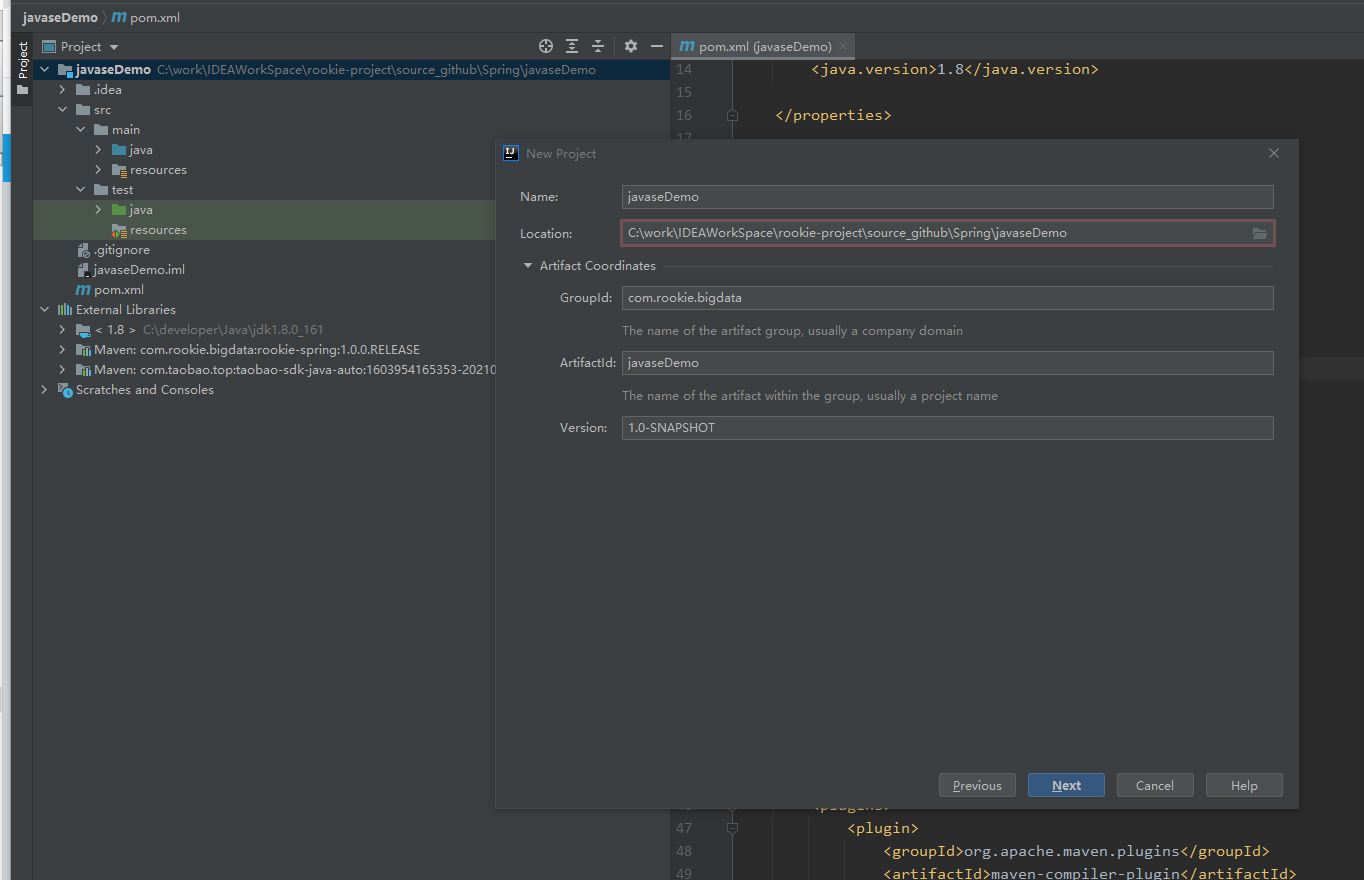 javaseDemo pom.xml
Project
Project
pom.xml (javaseDemo)
javaseDemo C:\work\IDEAWorkSpace\rookie-project\source_github\Spring\javaseDemo
.idea
src
main
java
resources
test
java
resources
.gitignore
javaseDemo.iml
pom.xml
External Libraries
< 1.8 > C:\developer\Java\jdk1.8.0_161
Maven: com.rookie.bigdata:rookie-spring:1.0.0.RELEASE
Maven: com.taobao.top:taobao-sdk-java-auto:1603954165353-20210
Scratches and Consoles
14 <java.version>1.8</java.version>
15
16 </properties>
17
New Project
Name: javaseDemo
Location: C:\work\IDEAWorkSpace\rookie-project\source_github\Spring\javaseDemo
Artifact Coordinates
GroupId: com.rookie.bigdata
The name of the artifact group, usually a company domain
ArtifactId: javaseDemo
The name of the artifact within the group, usually a project name
Version: 1.0-SNAPSHOT
Previous Next Cancel Help
<plugins>
47 <plugin>
48 <groupId>org.apache.maven.plugins</groupId>
49 <artifactId>maven-compiler-plugin</artifactId>